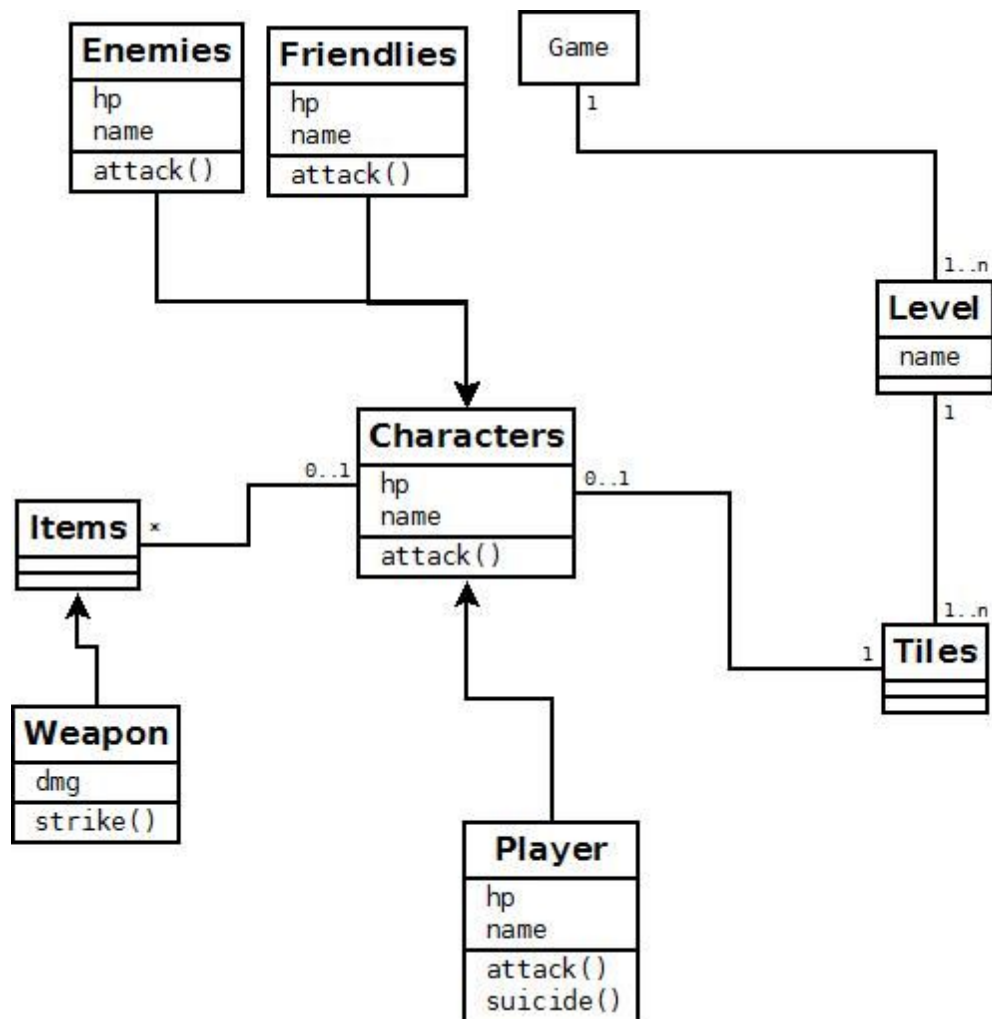 Enemies
hp
name
attack()
Friendlies
hp
name
attack()
Game
1
1..n
Level
name
1
Characters
hp
name
attack()
0..1
0..1
Items
*
1..n
Tiles
1
Weapon
dmg
strike()
Player
hp
name
attack()
suicide()